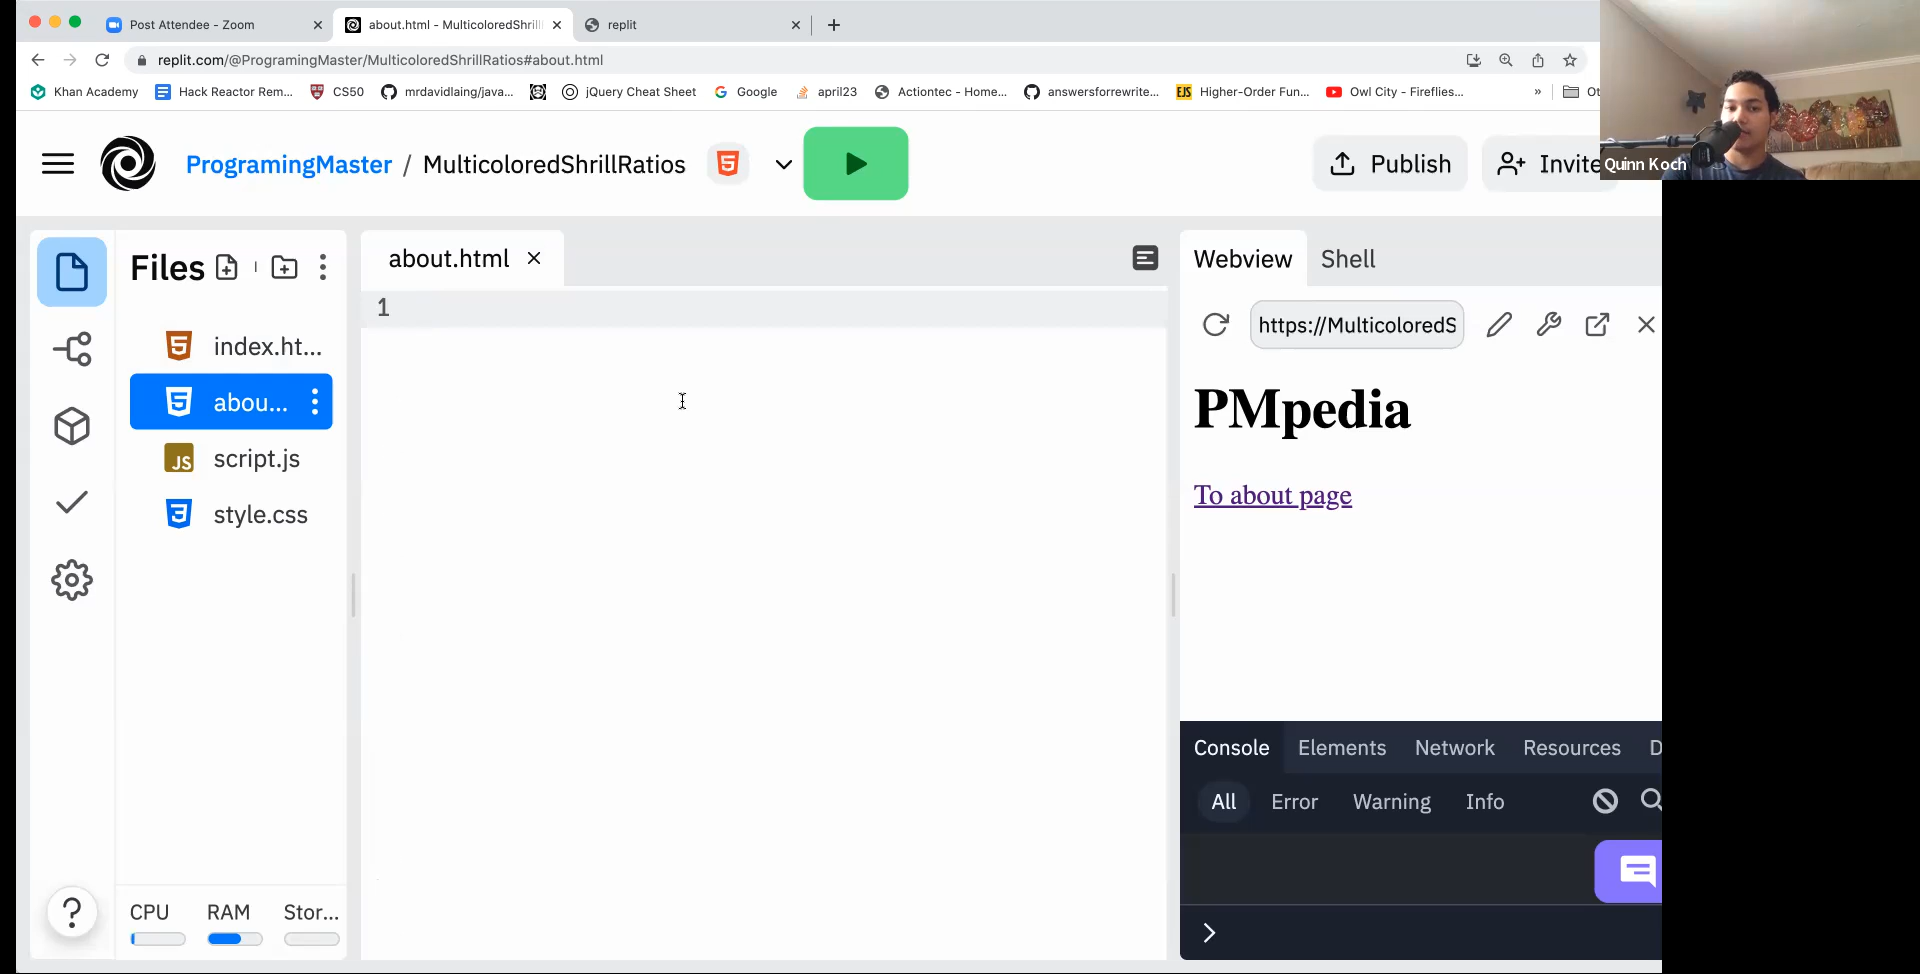 Post Attendee - Zoom
about.html - MulticoloredShrill
replit
replit.com/@ProgramingMaster/MulticoloredShrillRatios#about.html
Khan Academy
Hack Reactor Rem...
CS50
mrdavidlaing/java...
jQuery Cheat Sheet
Google
april23
Actiontec - Home...
answersforrewrite...
EJS
Higher-Order Fun...
Owl City - Fireflies...
»
Ot
ProgramingMaster / MulticoloredShrillRatios
Publish
Invite
Quinn Koch
Files
index.ht...
abou...
JS
script.js
style.css
about.html
1
Webview
Shell
https://MulticoloredS
PMpedia
To about page
Console
Elements
Network
Resources
D
All
Error
Warning
Info
CPU
RAM
Stor...